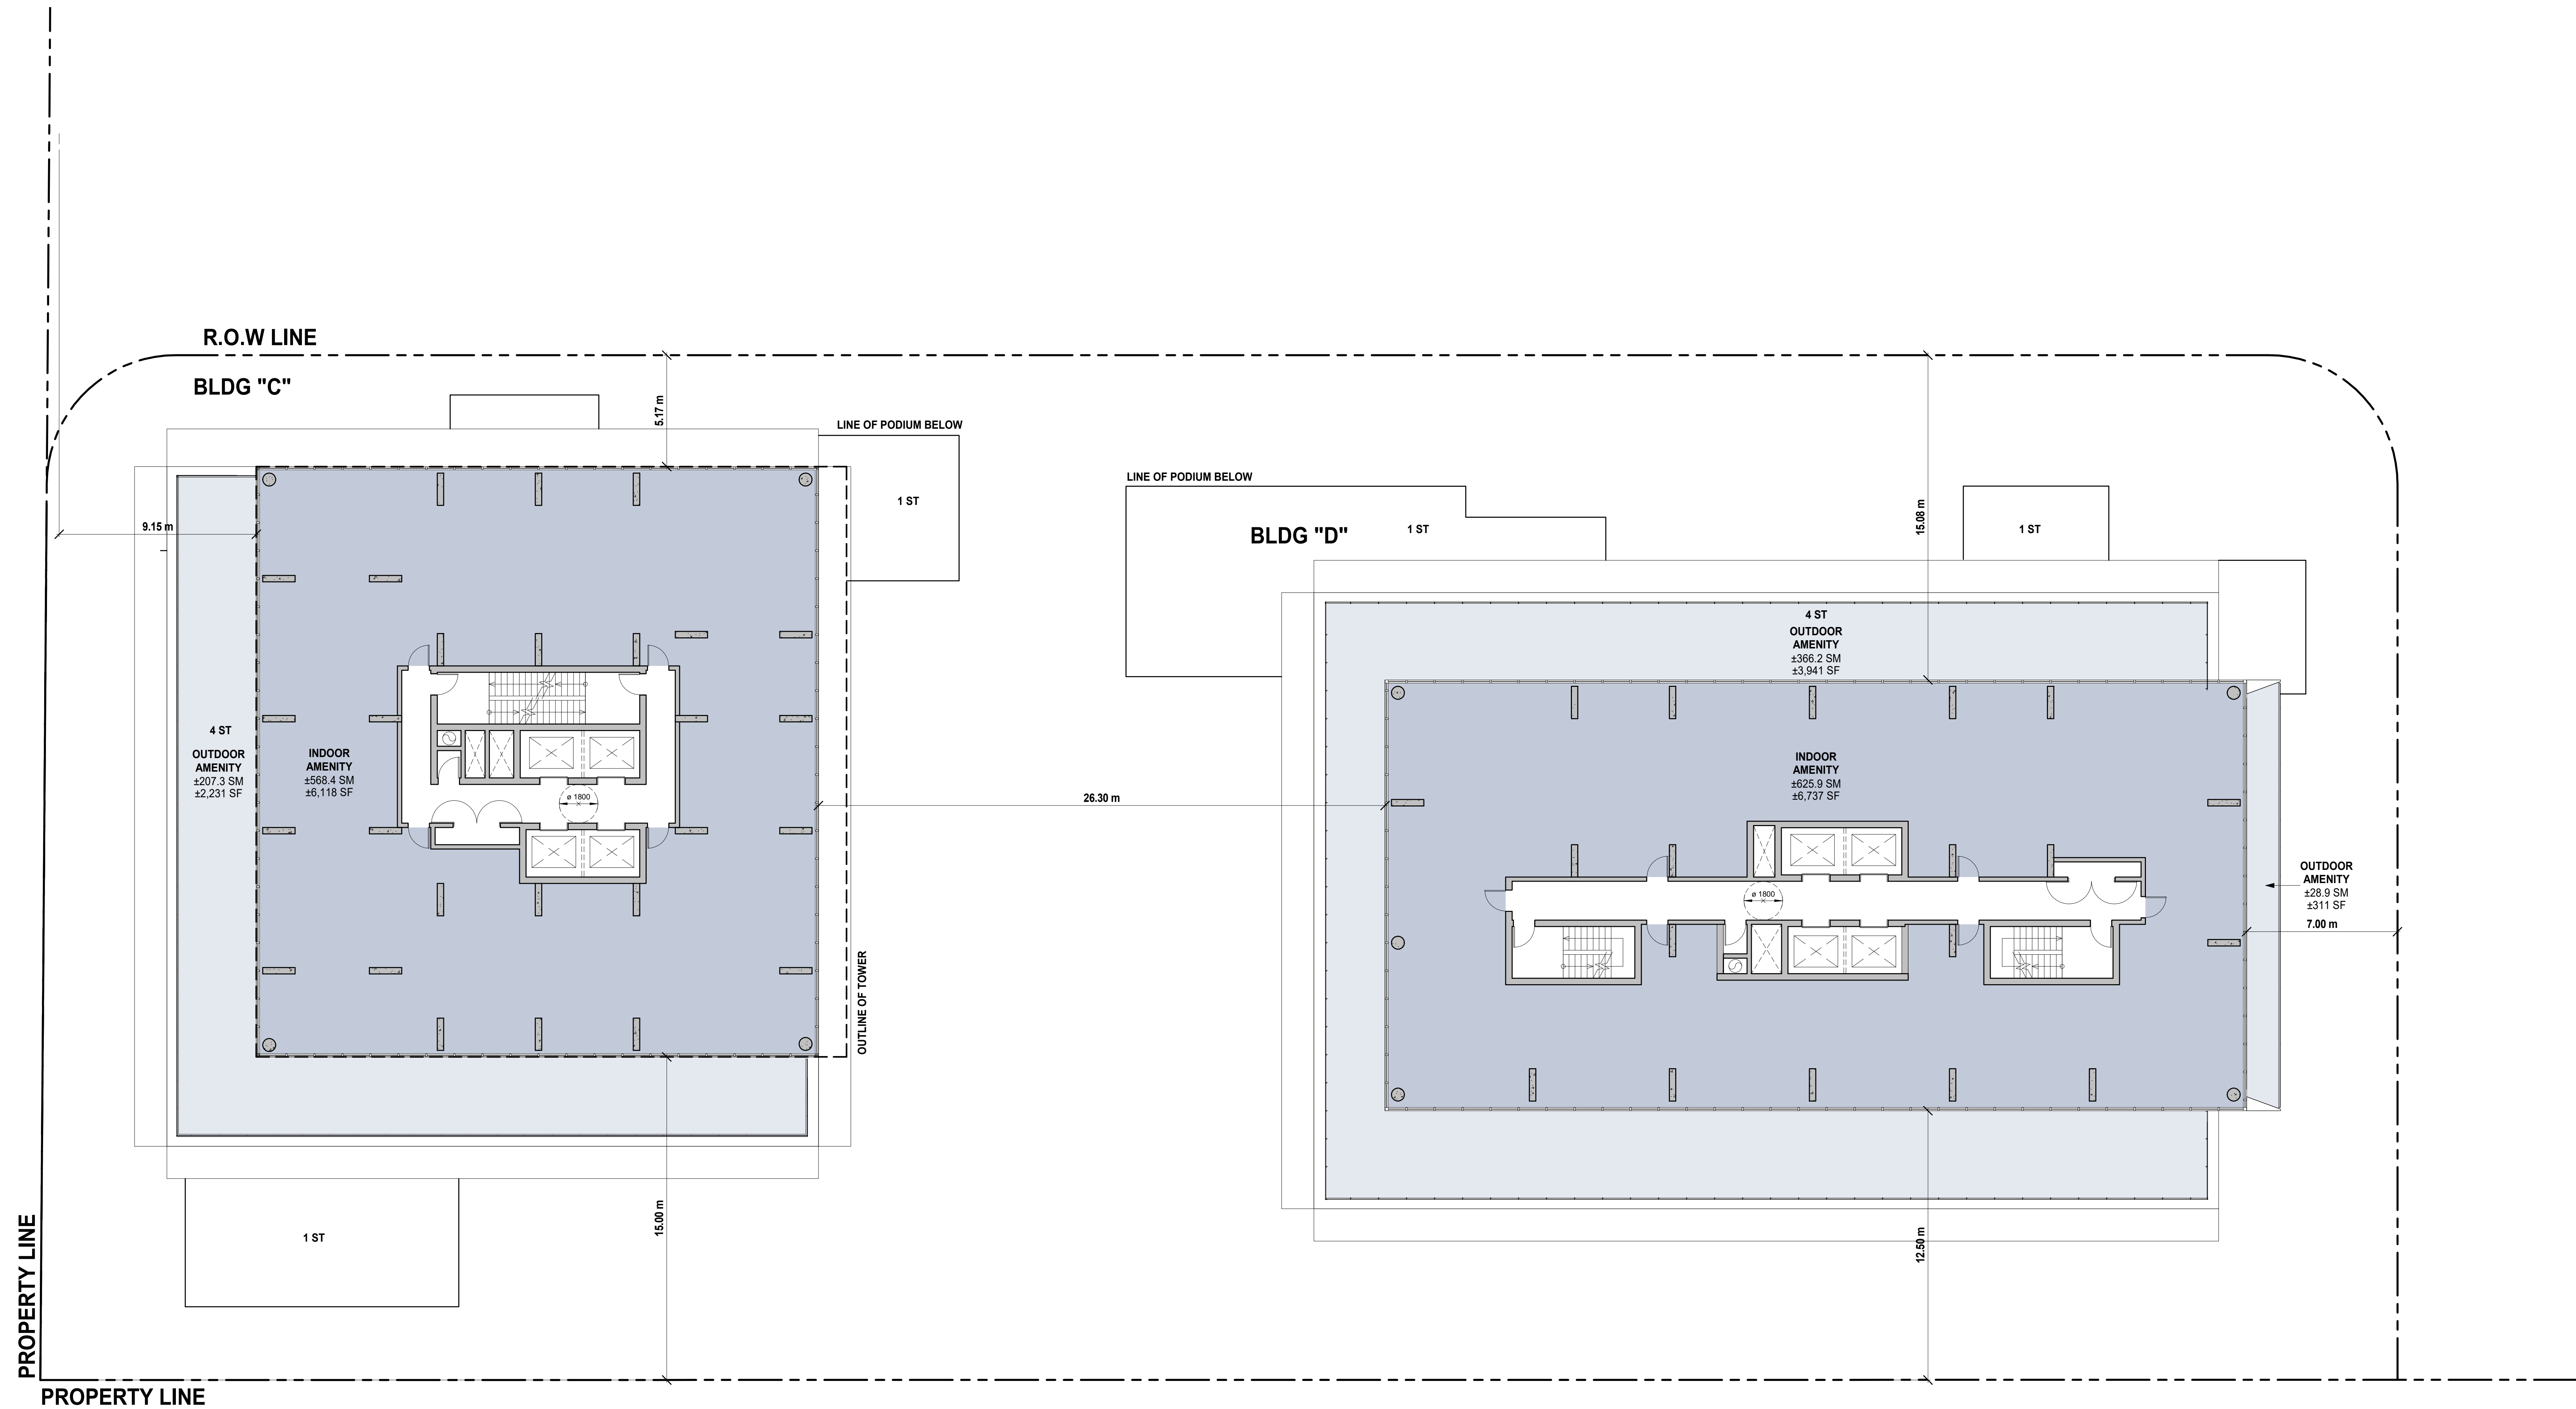 R.O.W LINE
BLDG "C"
5.17 m
LINE OF PODIUM BELOW
1 ST
9.15 m
4 ST
OUTDOOR
AMENITY
±207.3 SM
±2,231 SF
INDOOR
AMENITY
±568.4 SM
±6,118 SF
ø 1800
OUTLINE OF TOWER
15.00 m
1 ST
PROPERTY LINE
PROPERTY LINE
26.30 m
LINE OF PODIUM BELOW
BLDG "D"
1 ST
15.08 m
1 ST
4 ST
OUTDOOR
AMENITY
±366.2 SM
±3,941 SF
INDOOR
AMENITY
±625.9 SM
±6,737 SF
ø 1800
OUTDOOR
AMENITY
±28.9 SM
±311 SF
7.00 m
12.50 m